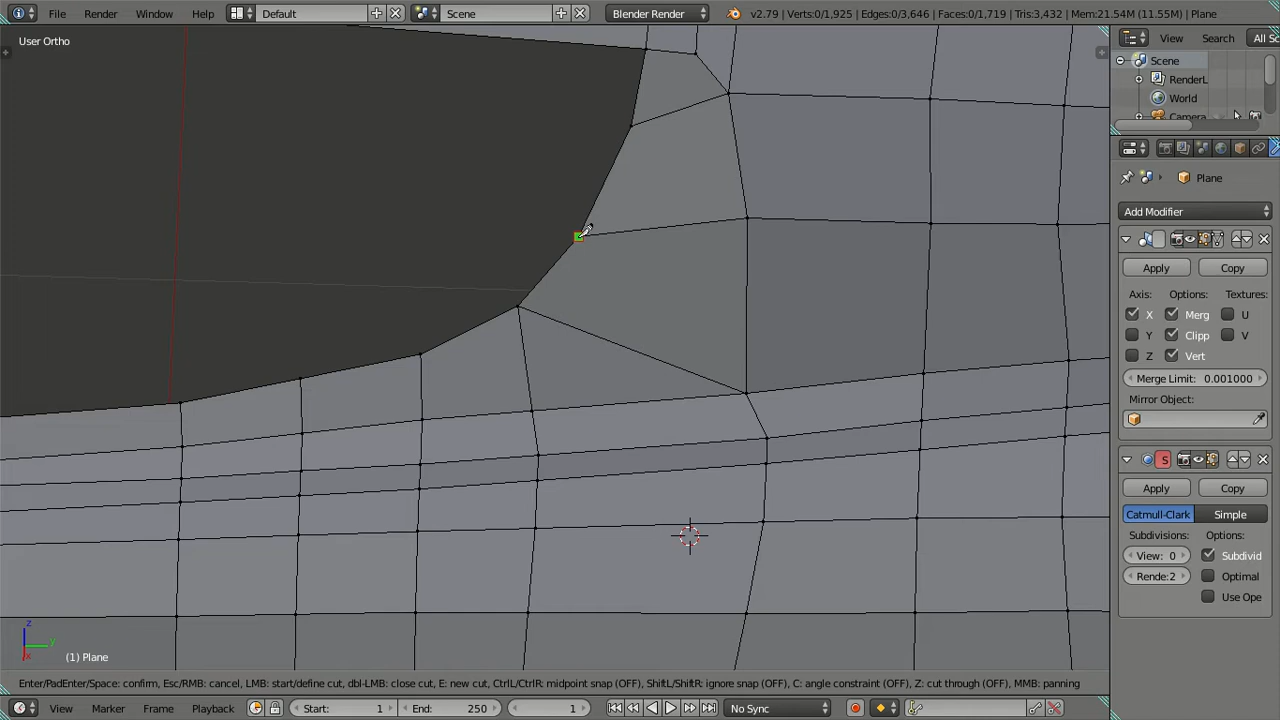 File Render Window Help Default Scene Blender Render v2.79 | Verts:0/1,925 | Edges:0/3,646 | Faces:0/1,719 | Tris:3,432 | Mem:21.54M (11.55M) | Plane
User Ortho
View Search All Sc
Scene
RenderL
World
Camera
Plane
Add Modifier
Apply Copy
Axis: Options: Textures:
X Merg U
Y Clipp V
Z Vert
Merge Limit: 0.001000
Mirror Object:
S
Apply Copy
Catmull-Clark Simple
Subdivisions: Options:
View: 0 Subdivid
Rende:2 Optimal
Use Ope
z
y
x
(1) Plane
Enter/PadEnter/Space: confirm, Esc/RMB: cancel, LMB: start/define cut, dbl-LMB: close cut, E: new cut, CtrlL/CtrlR: midpoint snap (OFF), ShiftL/ShiftR: ignore snap (OFF), C: angle constraint (OFF), Z: cut through (OFF), MMB: panning
View Marker Frame Playback Start: 1 End: 250 1 No Sync